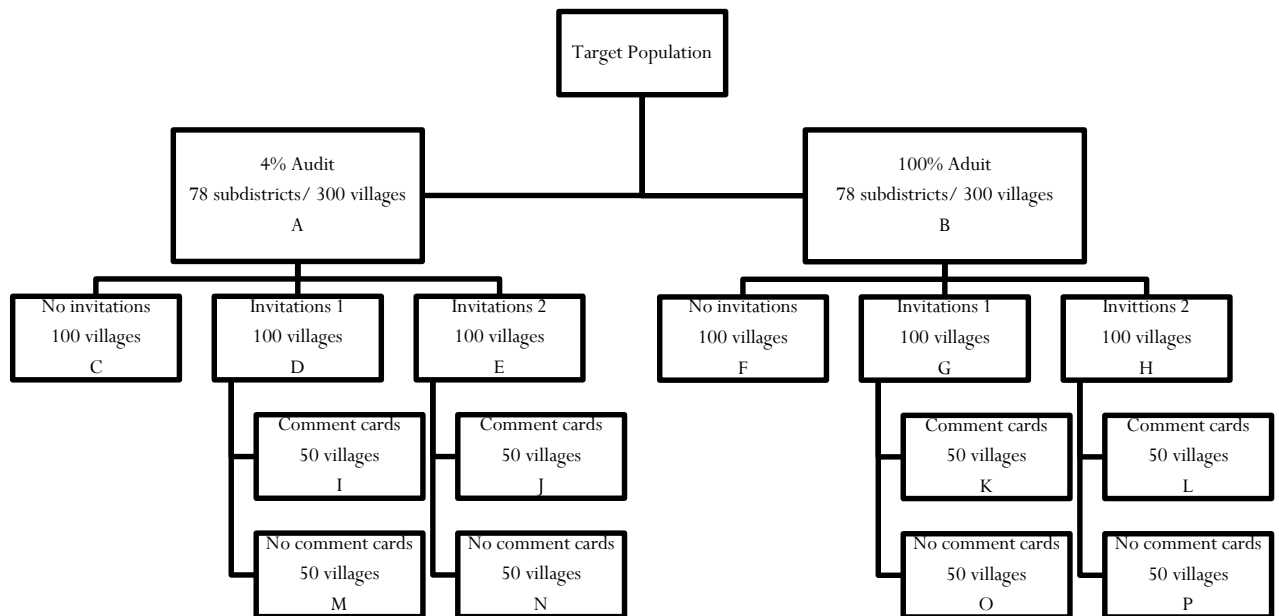 Target Population
4% Audit
78 subdistricts/ 300 villages
A
100% Aduit
78 subdistricts/ 300 villages
B
No invitations
100 villages
C
Invitations 1
100 villages
D
Invitations 2
100 villages
E
No invitations
100 villages
F
Invitations 1
100 villages
G
Invittions 2
100 villages
H
Comment cards
50 villages
I
Comment cards
50 villages
J
Comment cards
50 villages
K
Comment cards
50 villages
L
No comment cards
50 villages
M
No comment cards
50 villages
N
No comment cards
50 villages
O
No comment cards
50 villages
P